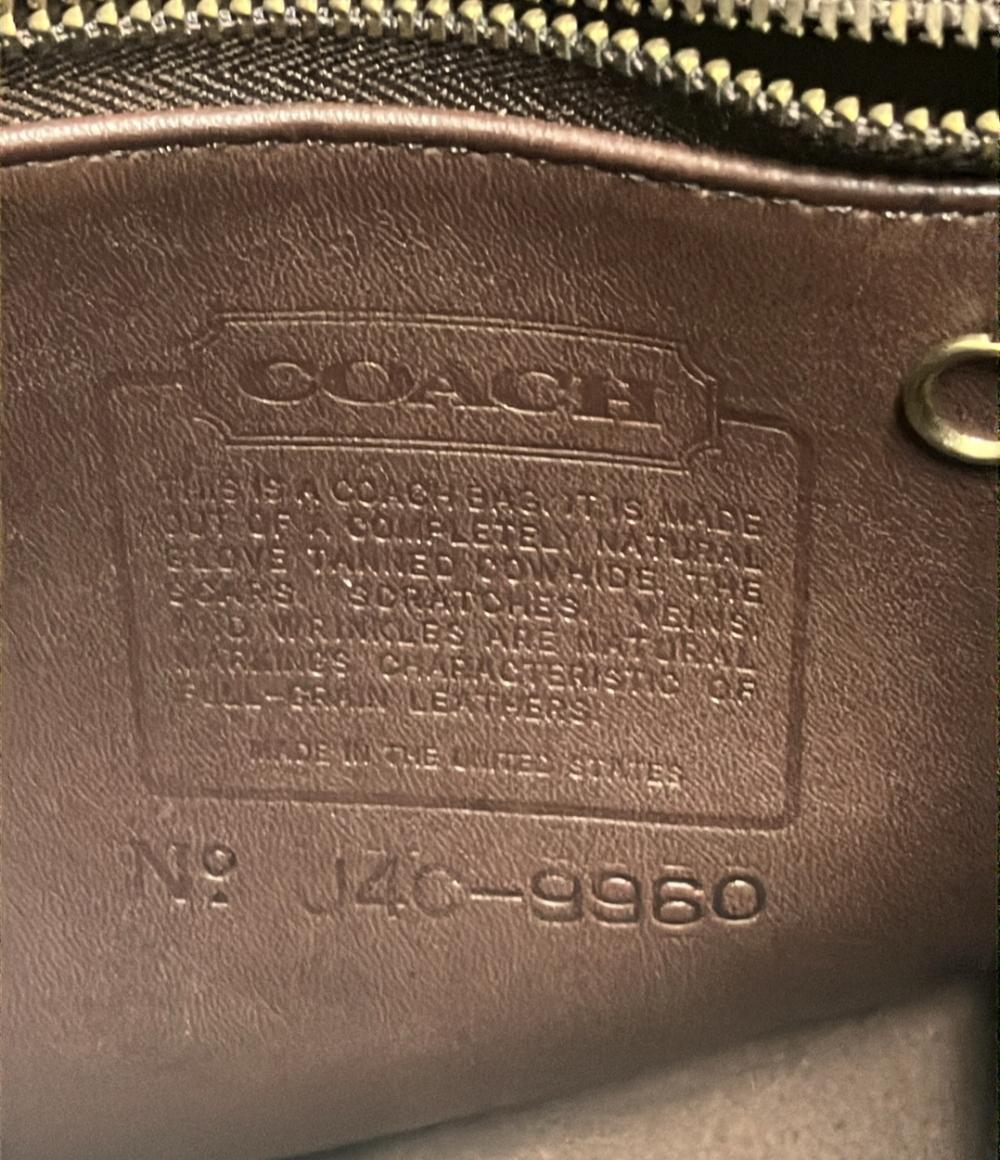 COACH
THIS IS A COACH BAG. IT IS MADE
OUT OF A COMPLETELY NATURAL
GLOVE TANNED COWHIDE. THE
SCARS, SCRATCHES, VEINS,
AND WRINKLES ARE NATURAL
MARKINGS CHARACTERISTIC OF
FULL-GRAIN LEATHERS.
MADE IN THE UNITED STATES
Nº J4C-9960